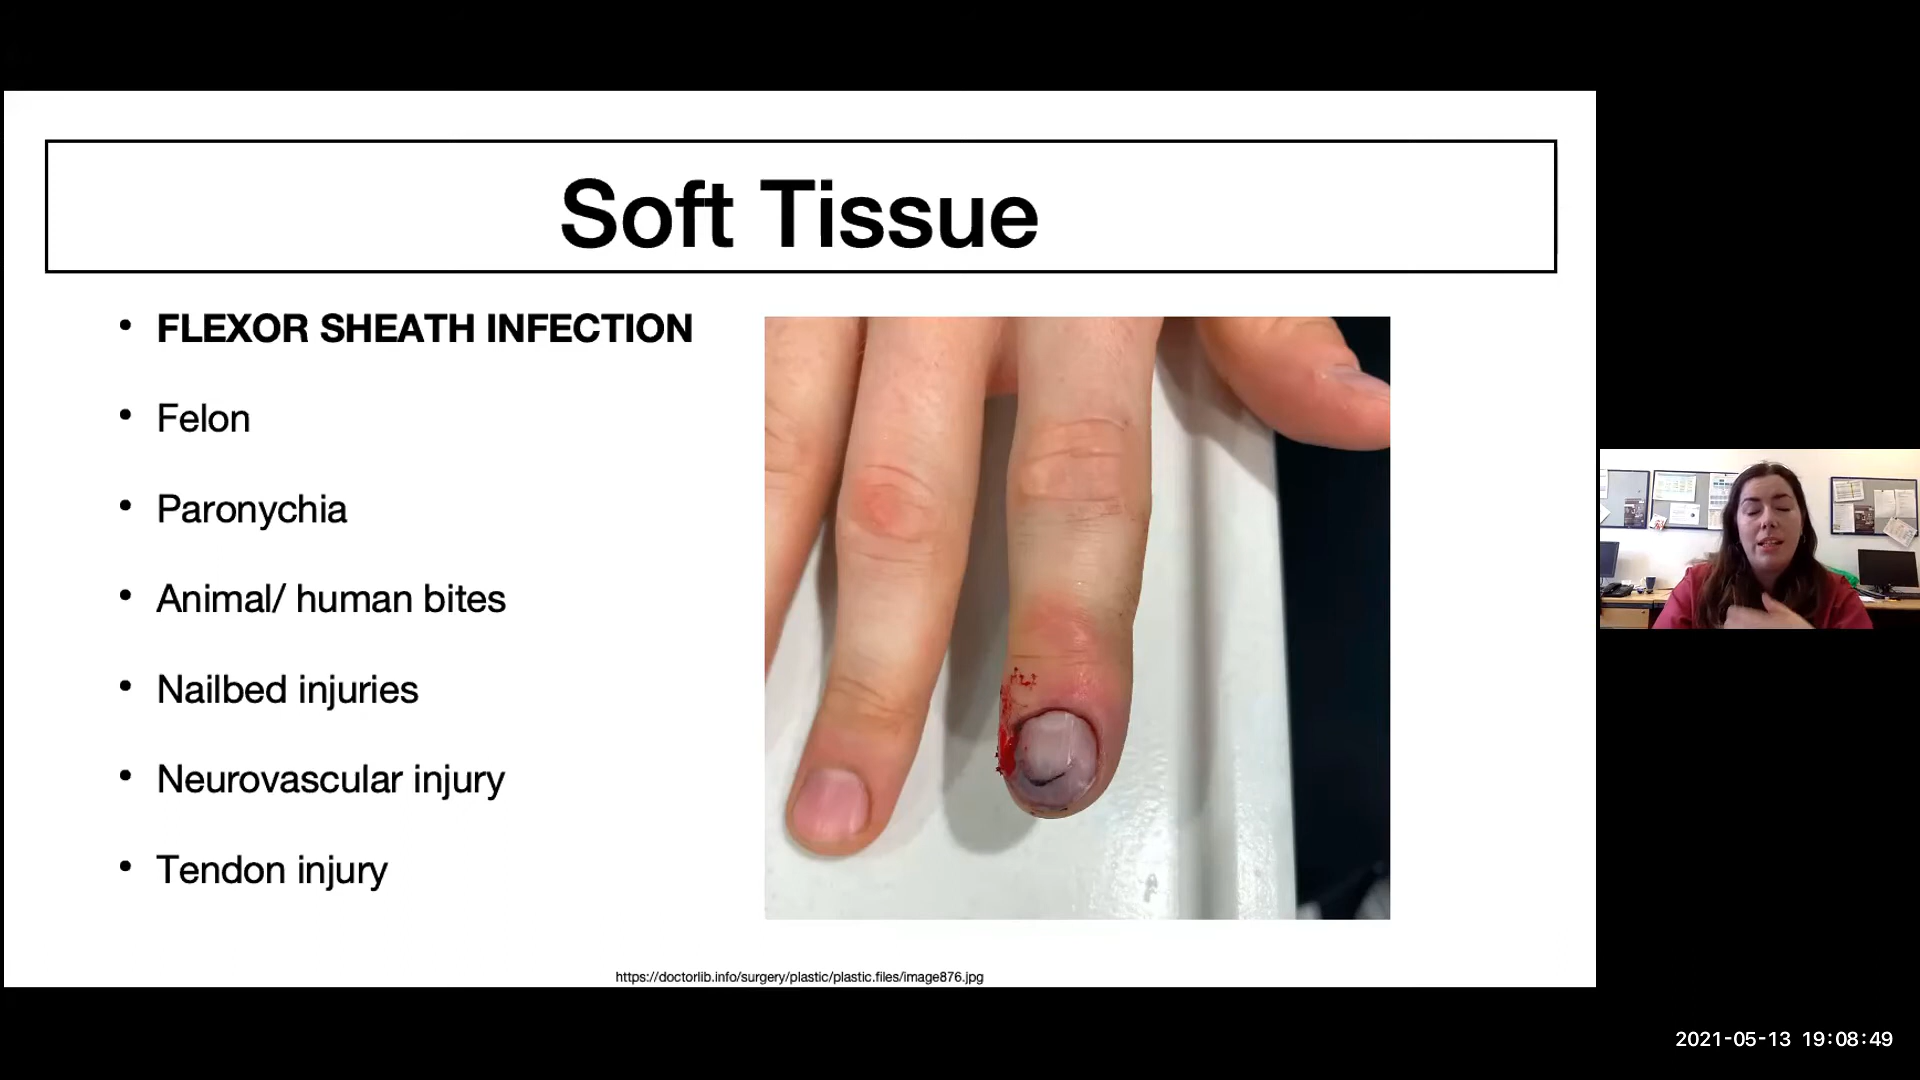 Soft Tissue
• FLEXOR SHEATH INFECTION
• Felon
• Paronychia
• Animal/ human bites
• Nailbed injuries
• Neurovascular injury
• Tendon injury
https://doctorlib.info/surgery/plastic/plastic.files/image876.jpg
2021-05-13 19:08:49